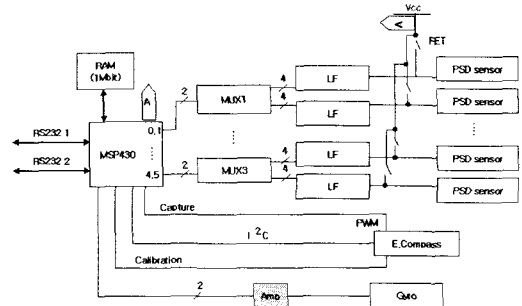 Vcc
A
RET
RAM
(1Mbit)
A
2
MUX1
4
4
LF
LF
PSD sensor
PSD sensor
RS232 1
RS232 2
MSP430
0,1
4,5
2
MUX3
4
4
LF
LF
PSD sensor
PSD sensor
Capture
PWM
I 2C
E.Compass
Calibration
2
Amp
Gyro